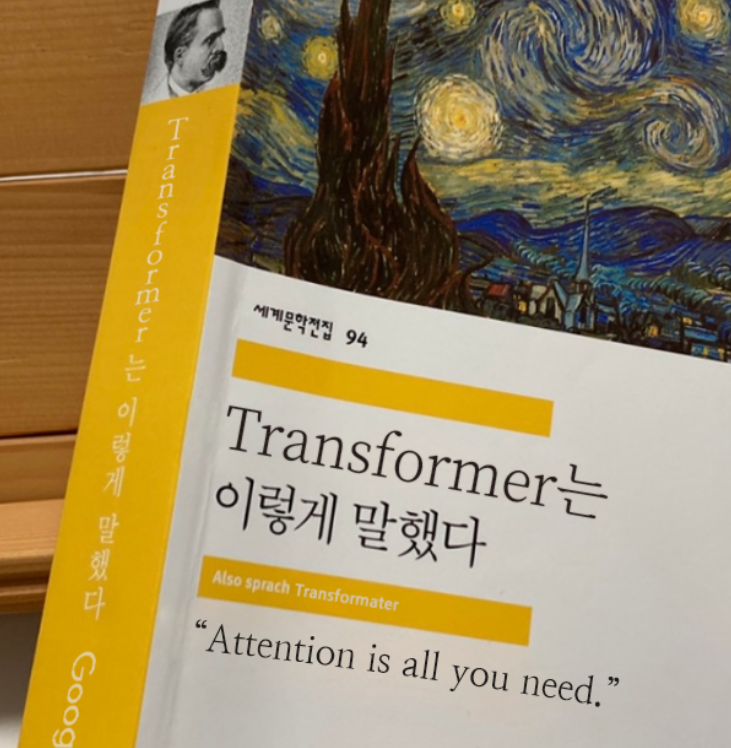 세계문학전집 94
Transformer는
이렇게 말했다
Also sprach Transformater
“Attention is all you need.”
Transformer는 이렇게 말했다 Goog